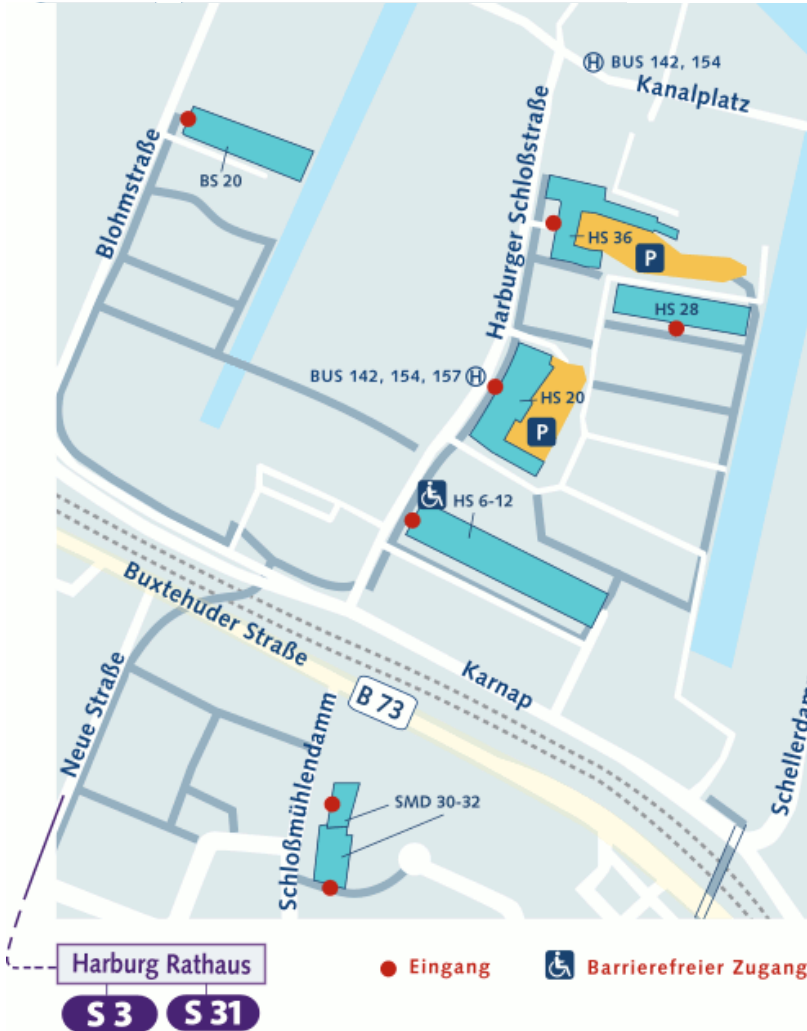 BUS 142, 154
Kanalplatz
Harburger Schloßstraße
Blohmstraße
BS 20
HS 36
P
HS 28
BUS 142, 154, 157
HS 20
P
HS 6-12
Buxtehuder Straße
Karnap
B 73
Neue Straße
Schloßmühlendamm
SMD 30-32
Harburg Rathaus
S 3
S 31
Eingang
Barrierefreier Zugang
H
H
Schellerda